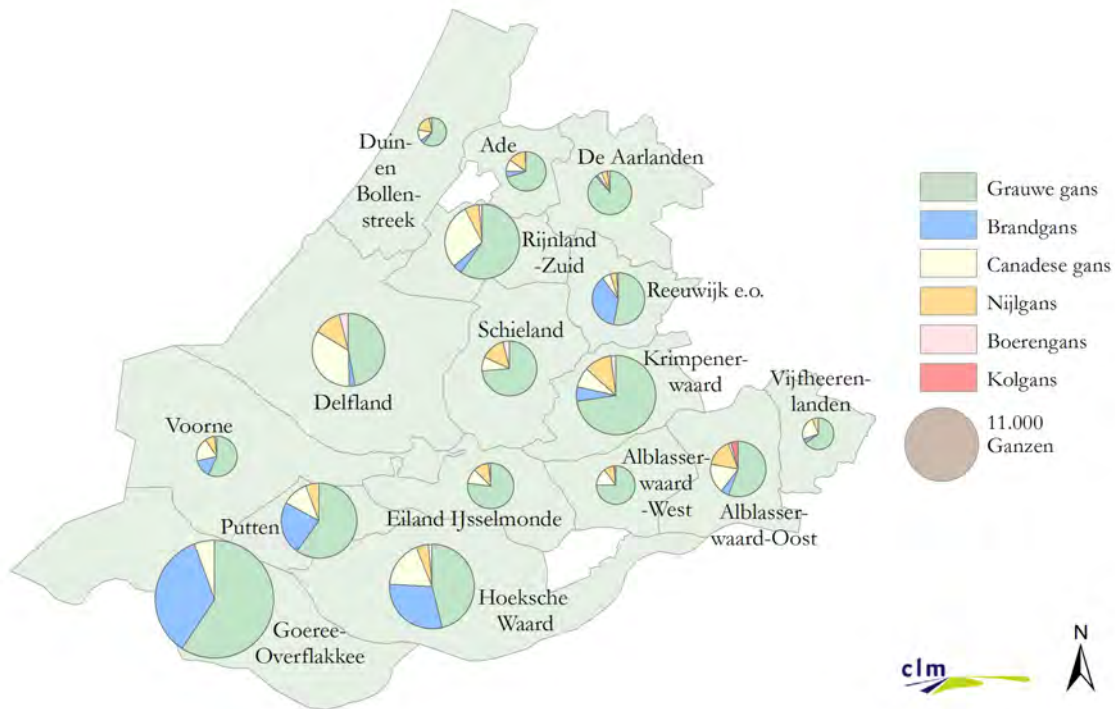 Duin-
en
Bollen-
streek
Ade
De Aarlanden
Rijnland
-Zuid
Reeuwijk e.o.
Schieland
Krimpener-
waard
Vijfheeren-
landen
Delfland
Voorne
Alblasser-
waard
-West
Alblasser-
waard-Oost
Eiland IJsselmonde
Putten
Hoeksche
Waard
Goeree-
Overflakkee
Grauwe gans
Brandgans
Canadese gans
Nijlgans
Boerengans
Kolgans
11.000
Ganzen
clm
N